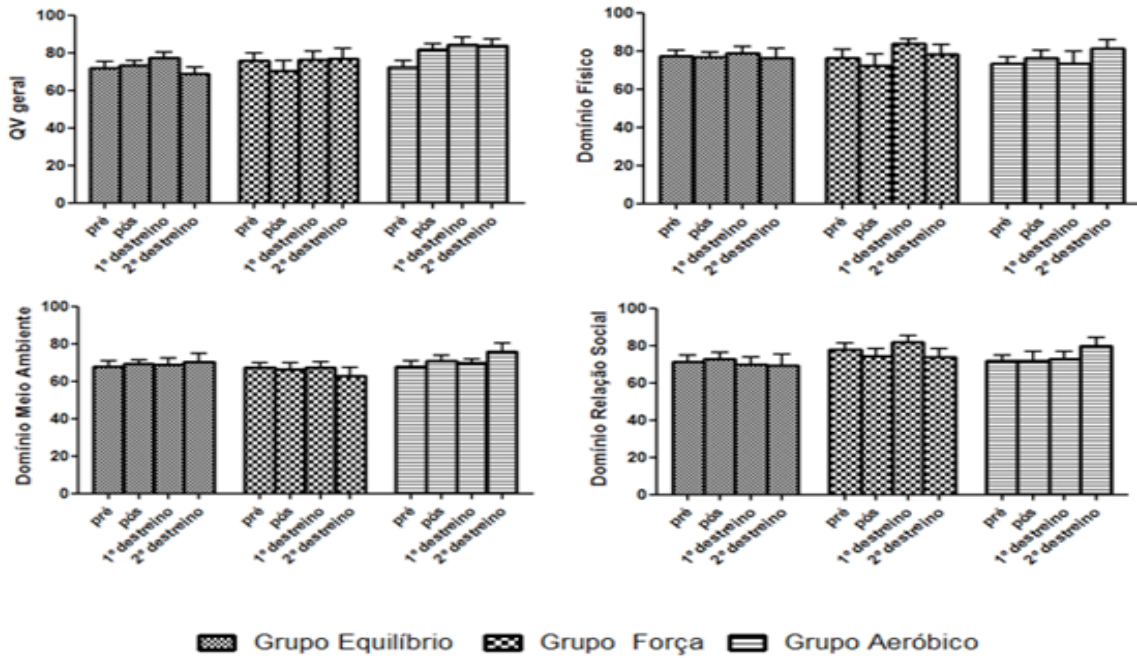 QV geral
100
80
60
40
20
0
pré
pós
1º destreino
2º destreino
pré
pós
1º destreino
2º destreino
pré
pós
1º destreino
2º destreino
Domínio Físico
100
80
60
40
20
0
pré
pós
1º destreino
2º destreino
pré
pós
1º destreino
2º destreino
pré
pós
1º destreino
2º destreino
Domínio Meio Ambiente
100
80
60
40
20
0
pré
pós
1º destreino
2º destreino
pré
pós
1º destreino
2º destreino
pré
pós
1º destreino
2º destreino
Domínio Relação Social
100
80
60
40
20
0
pré
pós
1º destreino
2º destreino
pré
pós
1º destreino
2º destreino
pré
pós
1º destreino
2º destreino
Grupo Equilíbrio Grupo Força Grupo Aeróbico